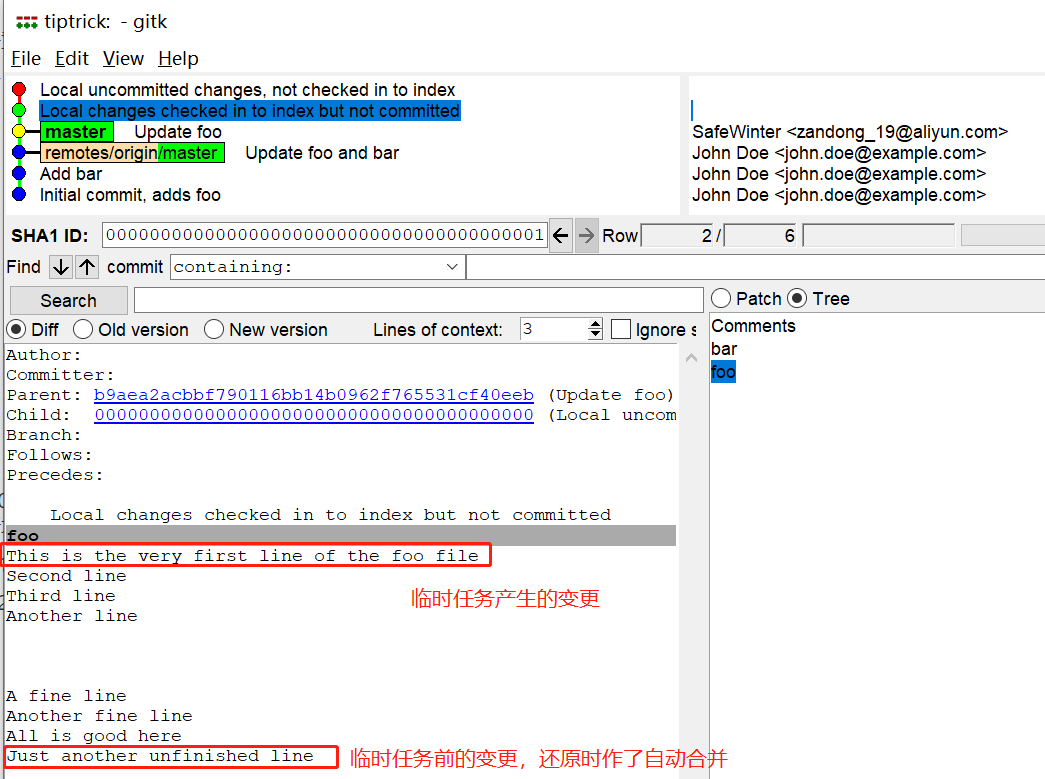 tiptrick: - gitk
File Edit View Help
Local uncommitted changes, not checked in to index
Local changes checked in to index but not committed
master Update foo SafeWinter <zandong_19@aliyun.com>
remotes/origin/master Update foo and bar John Doe <john.doe@example.com>
Add bar John Doe <john.doe@example.com>
Initial commit, adds foo John Doe <john.doe@example.com>
SHA1 ID: 0000000000000000000000000000000000000001 Row 2 / 6
Find commit containing:
Search Patch Tree
Diff Old version New version Lines of context: 3 Ignore s
Comments
bar
foo
Author:
Committer:
Parent: b9aea2acbbf790116bb14b0962f765531cf40eeb (Update foo)
Child: 0000000000000000000000000000000000000000 (Local uncom
Branch:
Follows:
Precedes:
Local changes checked in to index but not committed
foo
This is the very first line of the foo file
Second line
Third line
临时任务产生的变更
Another line
A fine line
Another fine line
All is good here
Just another unfinished line 临时任务前的变更，还原时作了自动合并